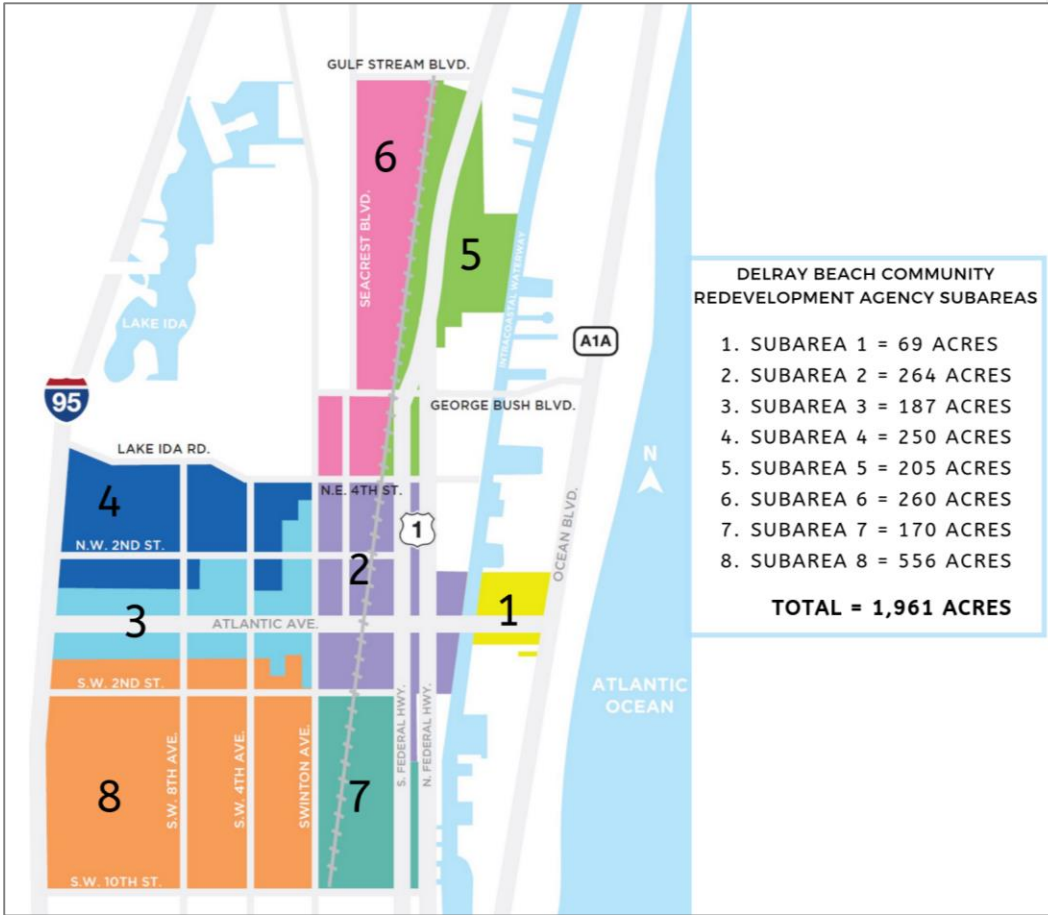 GULF STREAM BLVD.
6
SEACREST BLVD.
5
INTRACOASTAL WATERWAY
LAKE IDA
A1A
95
GEORGE BUSH BLVD.
LAKE IDA RD.
N
4
N.E. 4TH ST.
1
OCEAN BLVD.
N.W. 2ND ST.
2
3
ATLANTIC AVE.
1
S.W. 2ND ST.
ATLANTIC
OCEAN
S.W. 8TH AVE.
S.W. 4TH AVE.
SWINTON AVE.
S. FEDERAL HWY.
N. FEDERAL HWY.
8
7
S.W. 10TH ST.
DELRAY BEACH COMMUNITY
REDEVELOPMENT AGENCY SUBAREAS
1. SUBAREA 1 = 69 ACRES
2. SUBAREA 2 = 264 ACRES
3. SUBAREA 3 = 187 ACRES
4. SUBAREA 4 = 250 ACRES
5. SUBAREA 5 = 205 ACRES
6. SUBAREA 6 = 260 ACRES
7. SUBAREA 7 = 170 ACRES
8. SUBAREA 8 = 556 ACRES
TOTAL = 1,961 ACRES